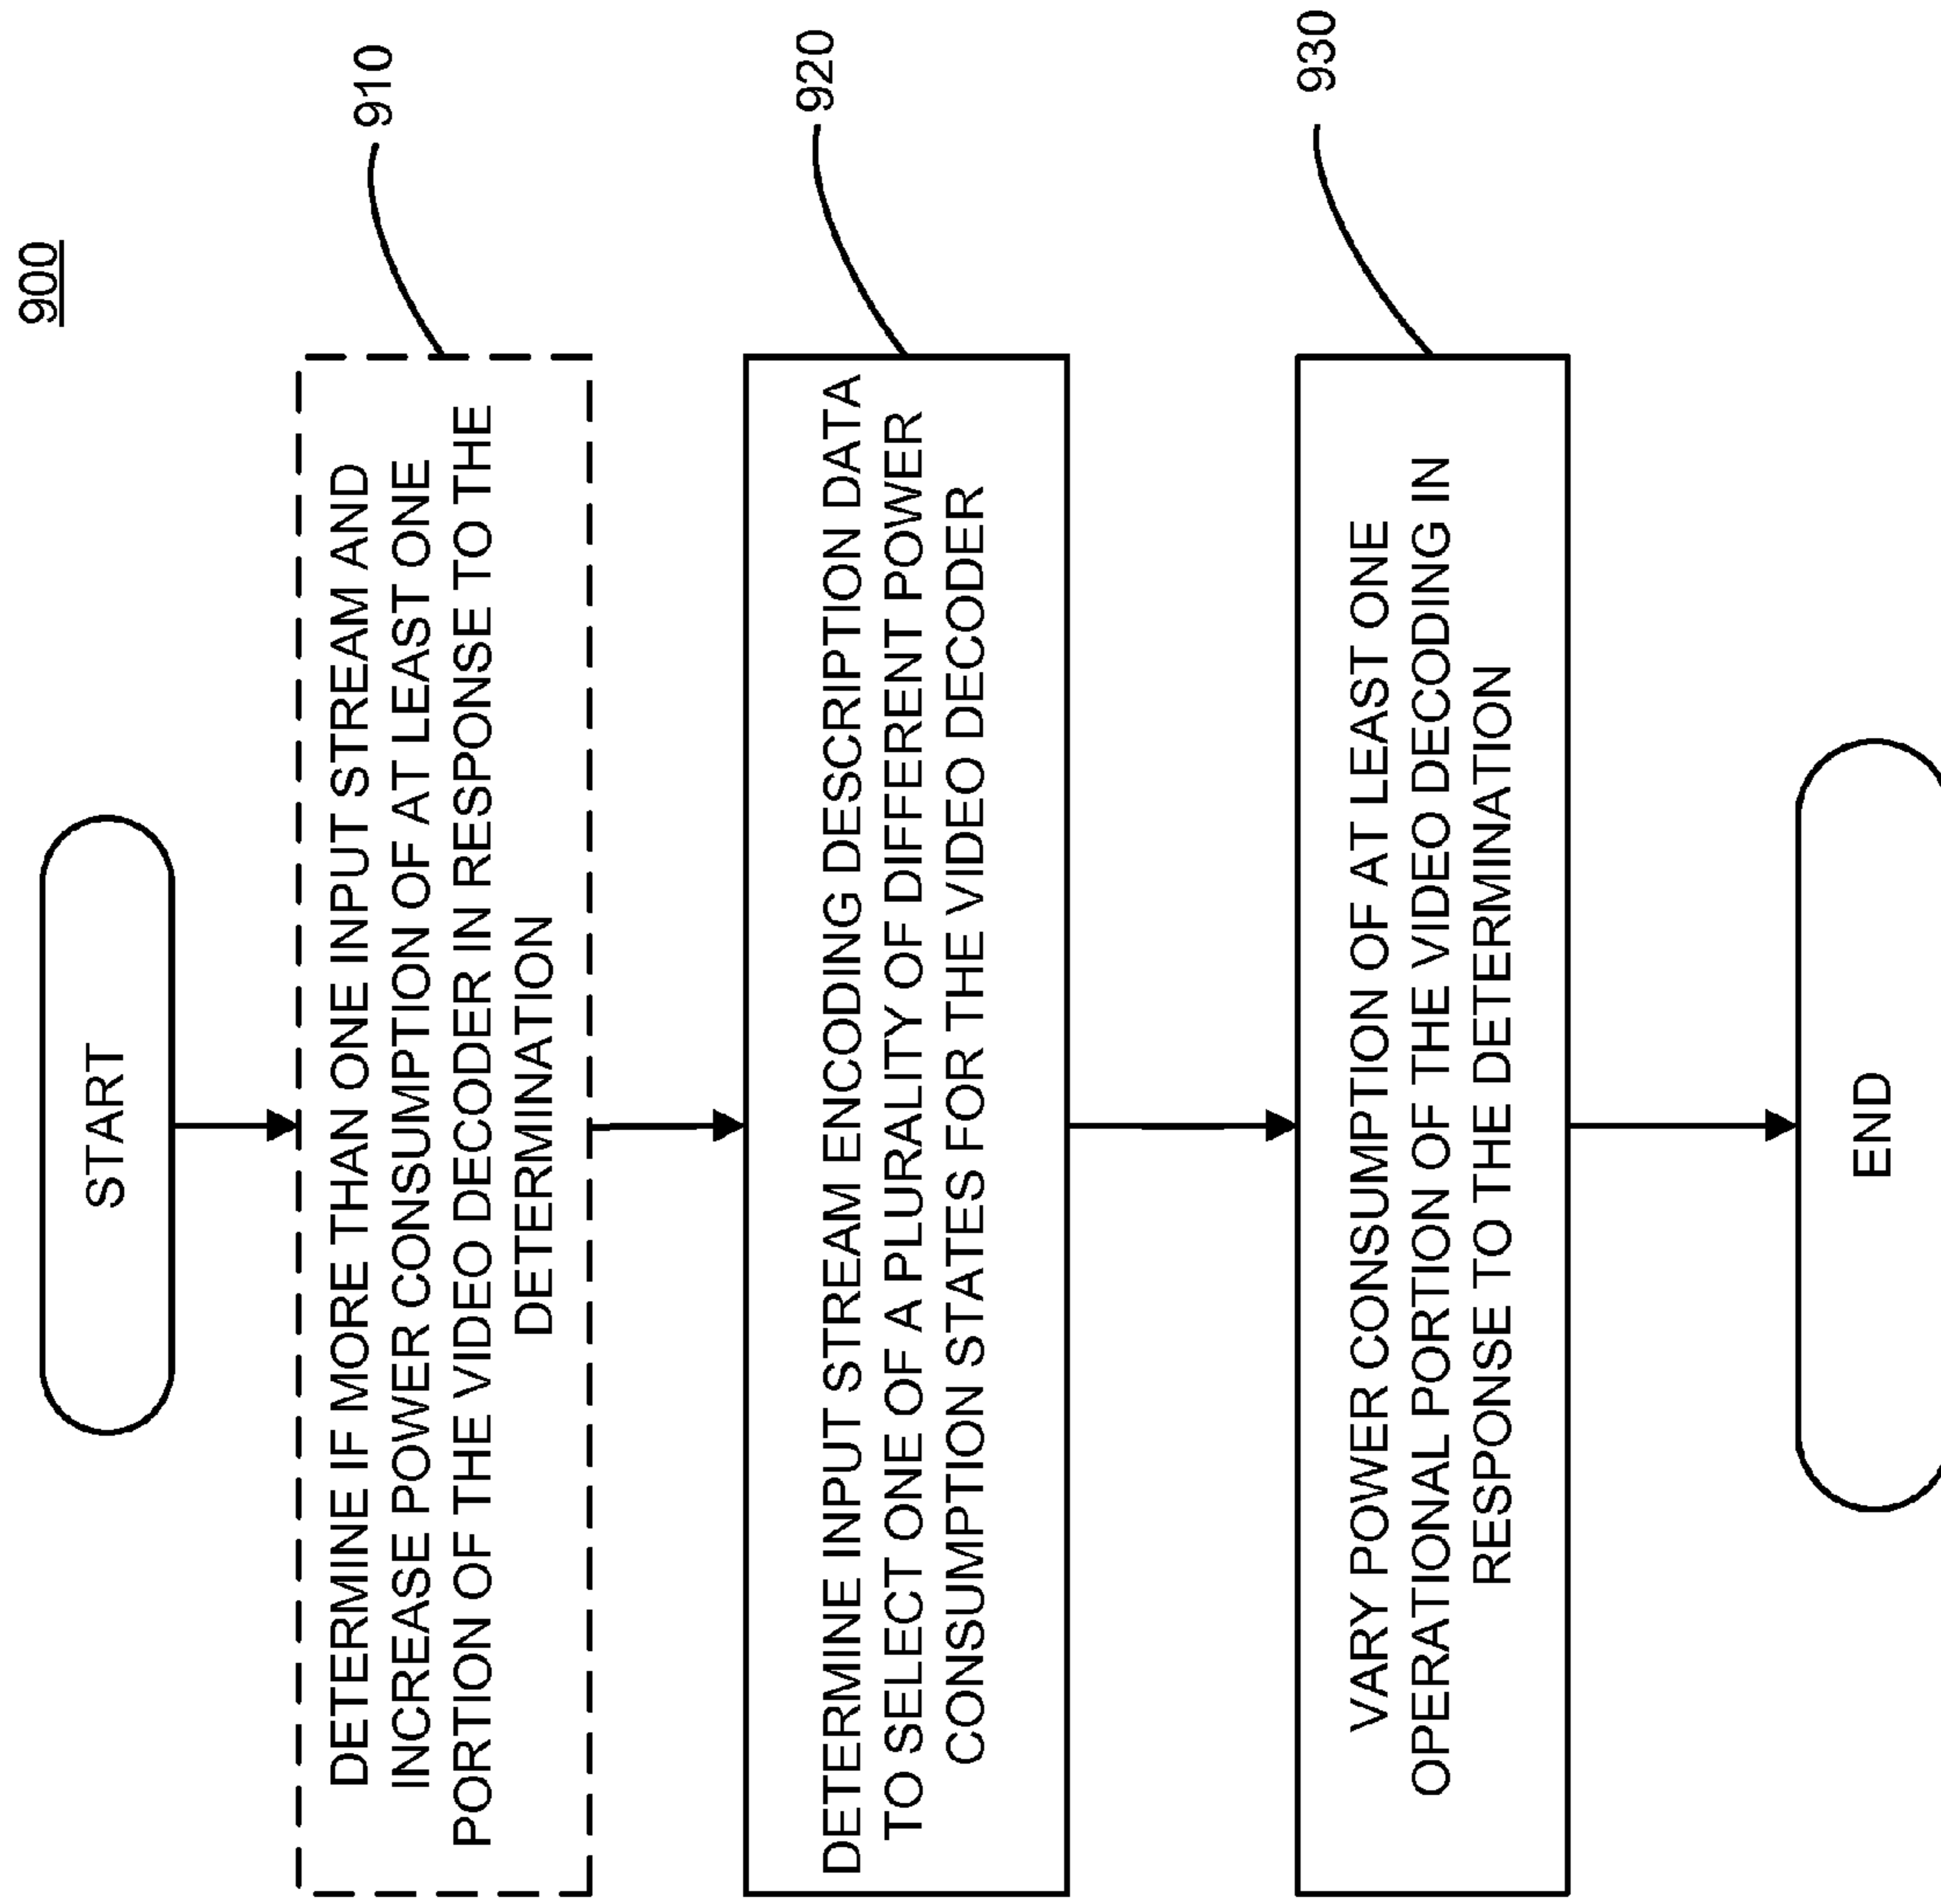 900
START
DETERMINE IF MORE THAN ONE INPUT STREAM AND
INCREASE POWER CONSUMPTION OF AT LEAST ONE
PORTION OF THE VIDEO DECODER IN RESPONSE TO THE
DETERMINATION
910
DETERMINE INPUT STREAM ENCODING DESCRIPTION DATA
TO SELECT ONE OF A PLURALITY OF DIFFERENT POWER
CONSUMPTION STATES FOR THE VIDEO DECODER
920
VARY POWER CONSUMPTION OF AT LEAST ONE
OPERATIONAL PORTION OF THE VIDEO DECODING IN
RESPONSE TO THE DETERMINATION
930
END